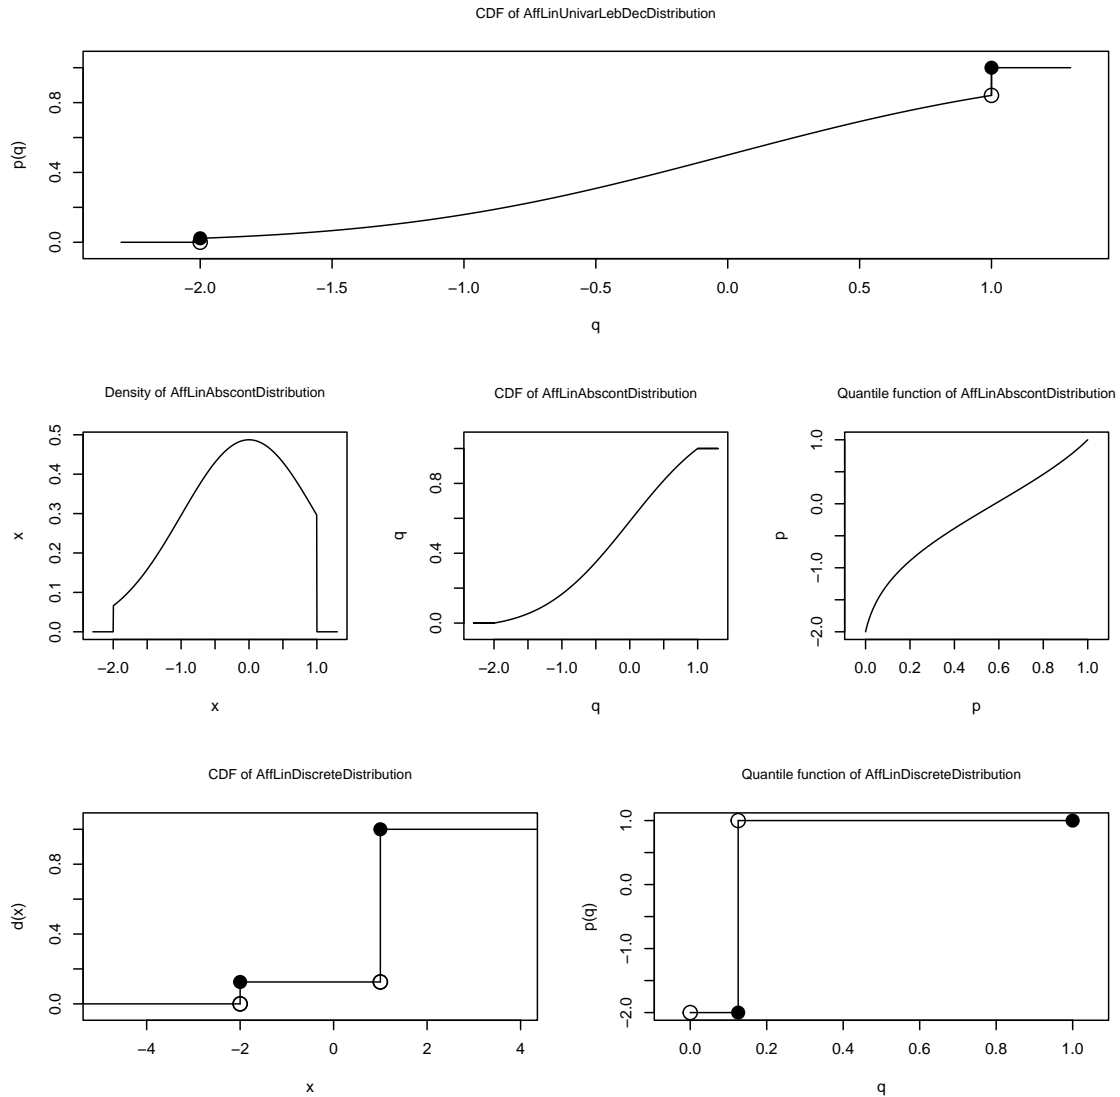 CDF of AffLinUnivarLebDecDistribution
p(q)
0.0 0.4 0.8
−2.0 −1.5 −1.0 −0.5 0.0 0.5 1.0
q
Density of AffLinAbscontDistribution
x
0.0 0.1 0.2 0.3 0.4 0.5
−2.0 −1.0 0.0 1.0
x
CDF of AffLinAbscontDistribution
q
0.0 0.4 0.8
−2.0 −1.0 0.0 1.0
q
Quantile function of AffLinAbscontDistribution
p
−2.0 −1.0 0.0 1.0
0.0 0.2 0.4 0.6 0.8 1.0
p
CDF of AffLinDiscreteDistribution
d(x)
0.0 0.4 0.8
−4 −2 0 2 4
x
Quantile function of AffLinDiscreteDistribution
p(q)
−2.0 −1.0 0.0 1.0
0.0 0.2 0.4 0.6 0.8 1.0
q